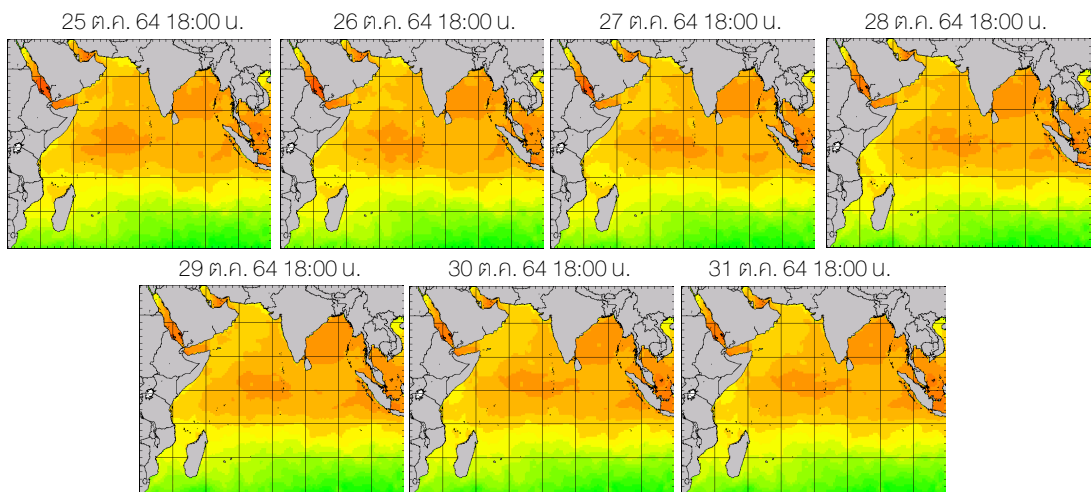 25 ต.ค. 64 18:00 น.
26 ต.ค. 64 18:00 น.
27 ต.ค. 64 18:00 น.
28 ต.ค. 64 18:00 น.
29 ต.ค. 64 18:00 น.
30 ต.ค. 64 18:00 น.
31 ต.ค. 64 18:00 น.